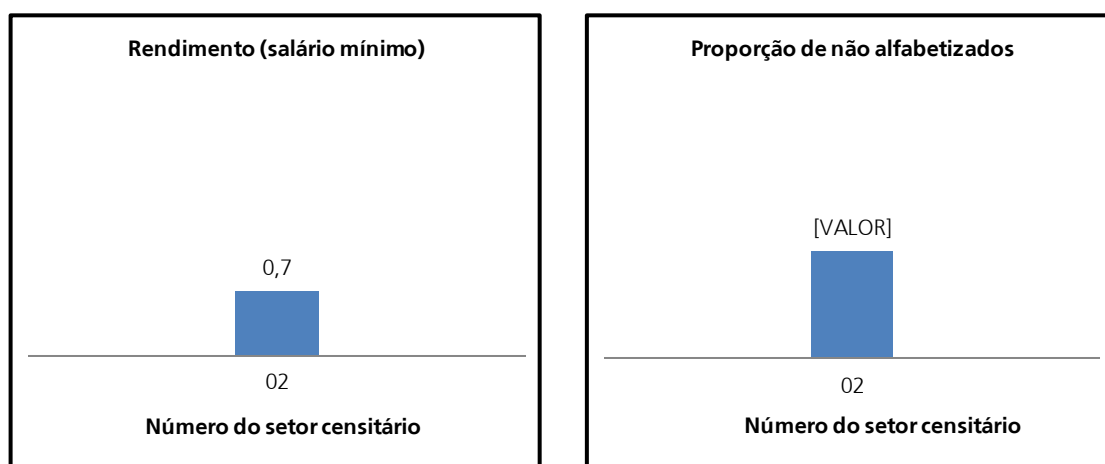 Rendimento (salário mínimo)
0,7
02
Número do setor censitário
Proporção de não alfabetizados
[VALOR]
02
Número do setor censitário